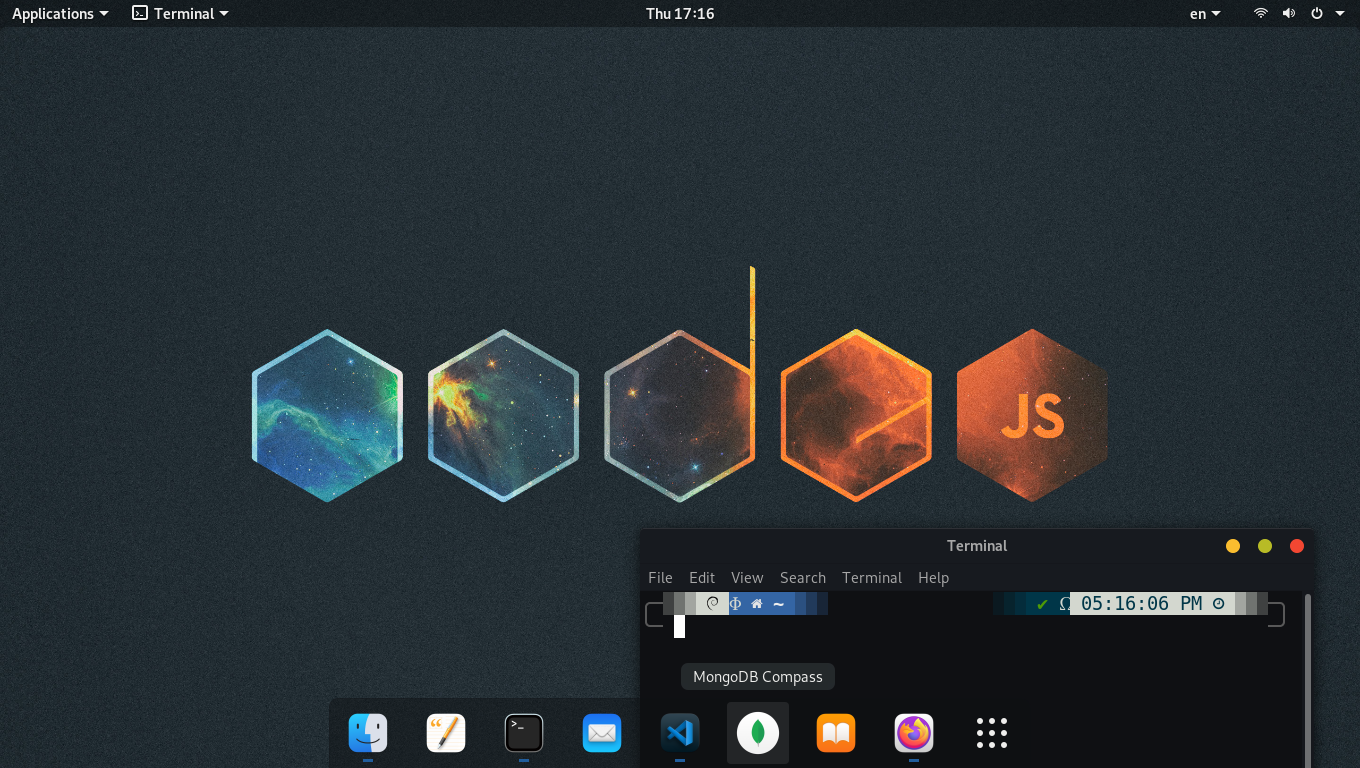 Applications Terminal Thu 17:16 en
JS
Terminal
File Edit View Search Terminal Help
Φ ~ ✔ Ω 05:16:06 PM
MongoDB Compass
>_